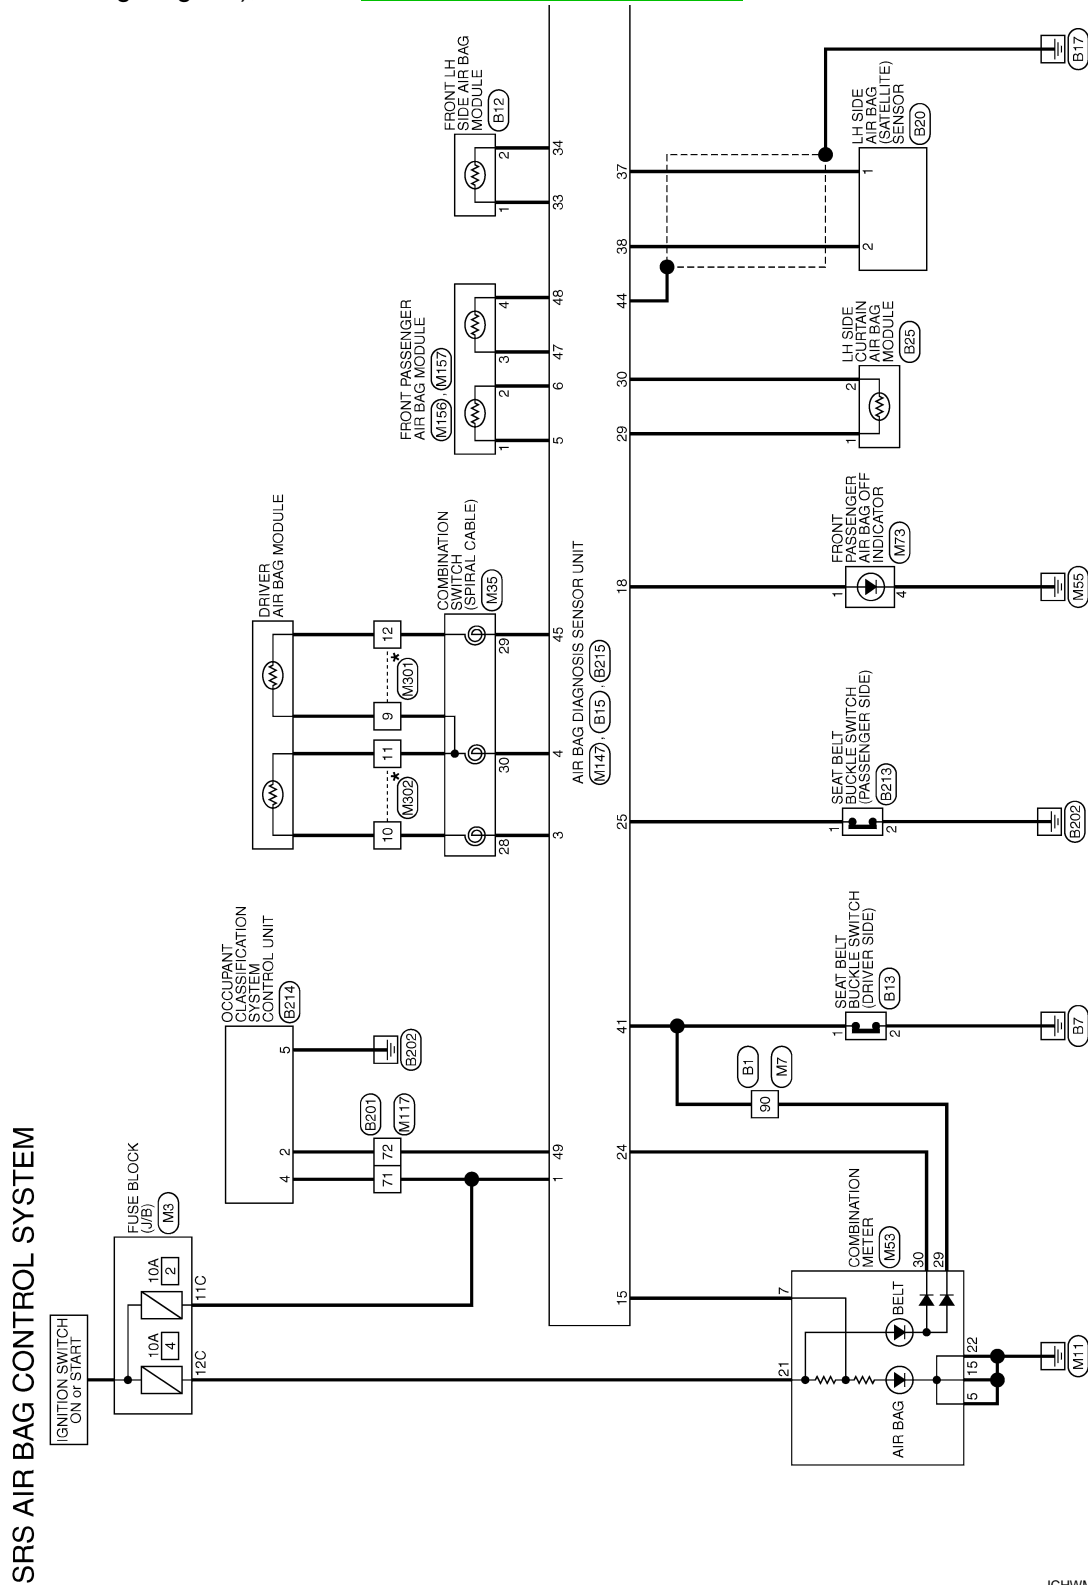 SRS AIR BAG CONTROL SYSTEM
IGNITION SWITCH
ON or START
FUSE BLOCK
(J/B)
M3
10A
4
10A
2
12C
11C
OCCUPANT
CLASSIFICATION
SYSTEM
CONTROL UNIT
B214
4
2
5
B202
71
72
B201
M117
DRIVER
AIR BAG MODULE
10
11
9
12
*
M302
*
M301
COMBINATION
SWITCH
(SPIRAL CABLE)
M35
28
30
29
FRONT PASSENGER
AIR BAG MODULE
M156 , M157
1
2
3
4
FRONT LH
SIDE AIR BAG
MODULE
B12
1
2
1
49
3
4
45
5
6
47
48
33
34
AIR BAG DIAGNOSIS SENSOR UNIT
M147 , B15 , B215
15
24
41
25
18
29
30
44
38
37
COMBINATION
METER
M53
21
7
30
29
AIR BAG
BELT
5
15
22
M11
90
B1
M7
SEAT BELT
BUCKLE SWITCH
(DRIVER SIDE)
B13
1
2
B7
SEAT BELT
BUCKLE SWITCH
(PASSENGER SIDE)
B213
1
2
B202
FRONT
PASSENGER
AIR BAG OFF
INDICATOR
M73
1
4
M55
LH SIDE
CURTAIN
AIR BAG
MODULE
B25
1
2
LH SIDE
AIR BAG
(SATELLITE)
SENSOR
B20
2
1
B17